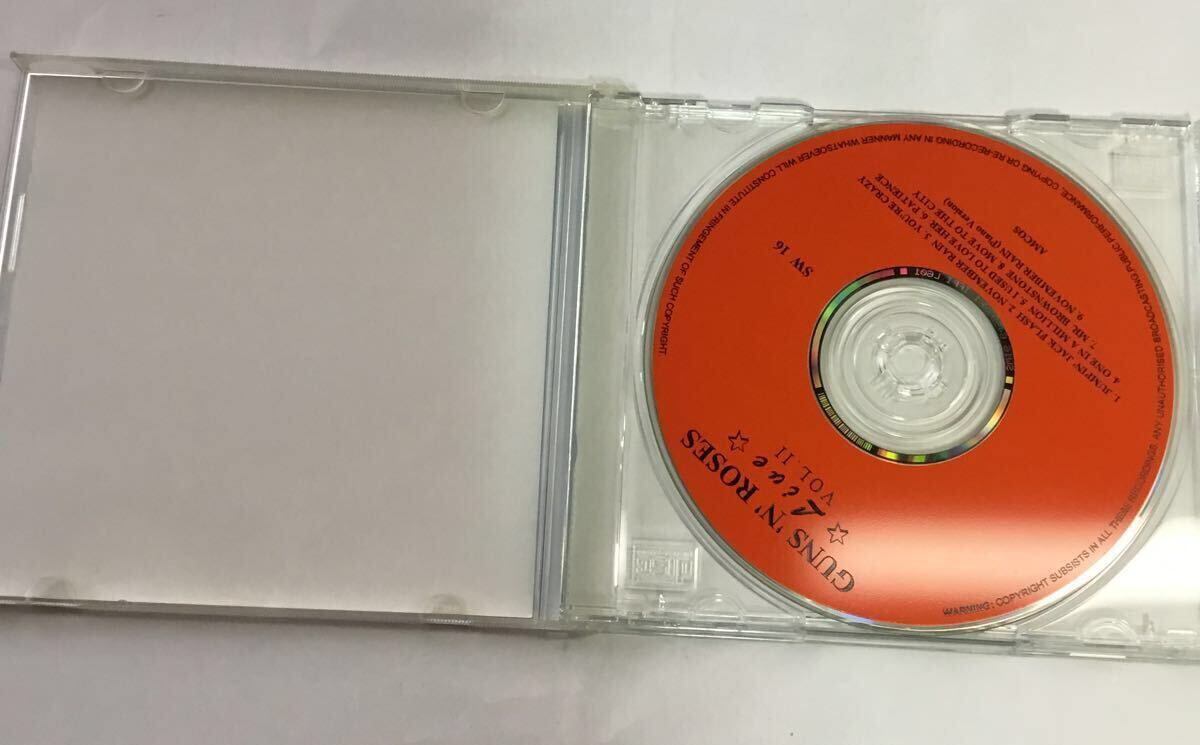 GUNS 'N' ROSES
☆ Live ☆
VOL. II
SW 16
1. JUMPIN' JACK FLASH 2. NOVEMBER RAIN 3. YOU'RE CRAZY
4. ONE IN A MILLION 5. I USED TO LOVE HER 6. PATIENCE
7. MR. BROWNSTONE 8. MOVE TO THE CITY
9. NOVEMBER RAIN (Piano Version)
AMCOS
WARNING: COPYRIGHT SUBSISTS IN ALL THESE RECORDINGS. ANY UNAUTHORISED BROADCASTING PUBLIC PERFORMANCE, COPYING OR RE-RECORDING IN ANY MANNER WHATSOEVER WILL CONSTITUTE INFRINGEMENT OF SUCH COPYRIGHT.